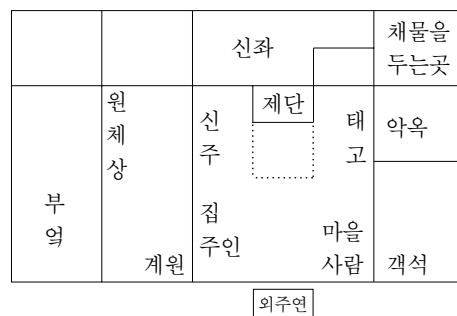 신좌
채물을
두는곳
원
체
상
신
주
제단
태
고
악옥
부
엌
집
주인
마을
사람
계원
객석
외주연